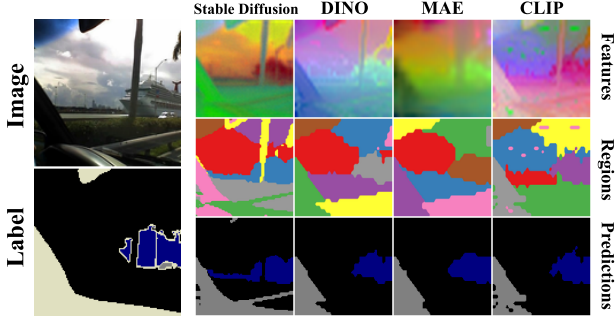 Stable Diffusion DINO MAE CLIP
Image
Features
Regions
Label
Predictions